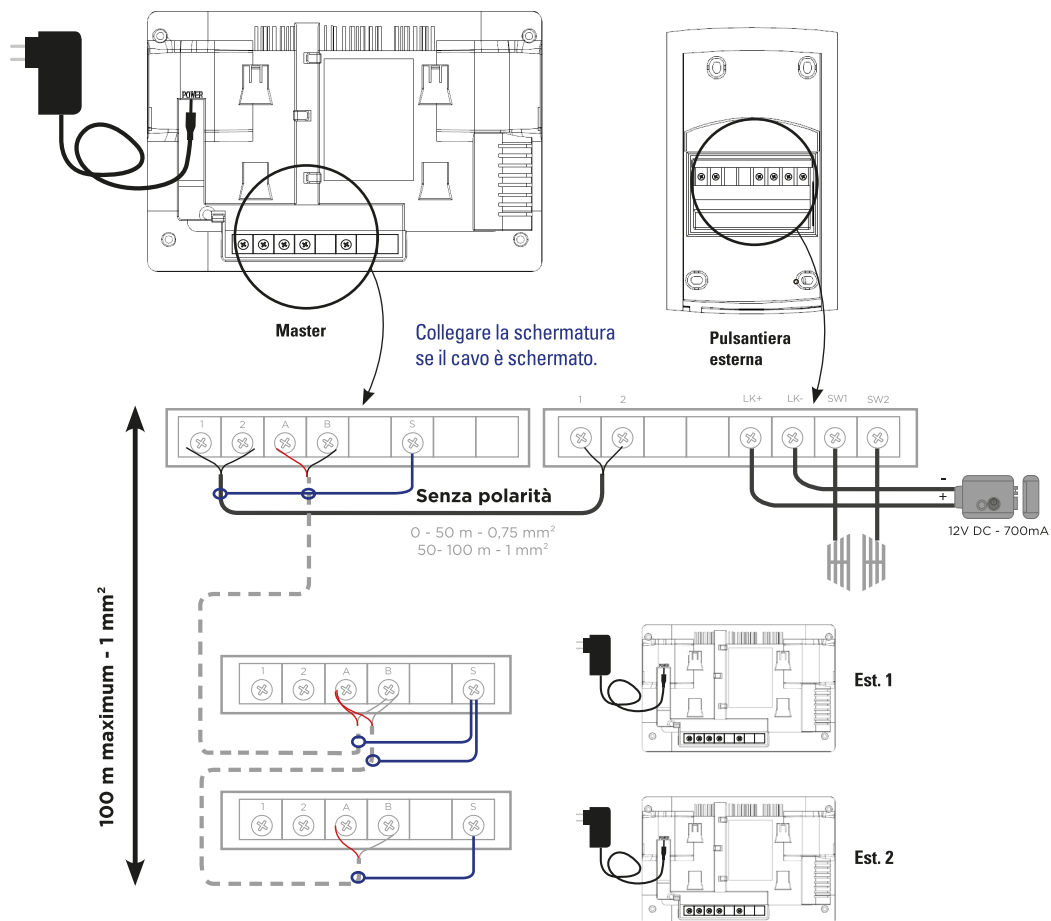 POWER
Master
Collegare la schermatura
se il cavo è schermato.
Pulsantiera
esterna
1 2 A B S
1 2 LK+ LK- SW1 SW2
Senza polarità
0 - 50 m - 0,75 mm²
50- 100 m - 1 mm²
-
+
12V DC - 700mA
100 m maximum - 1 mm²
1 2 A B S
POWER
Est. 1
1 2 A B S
POWER
Est. 2